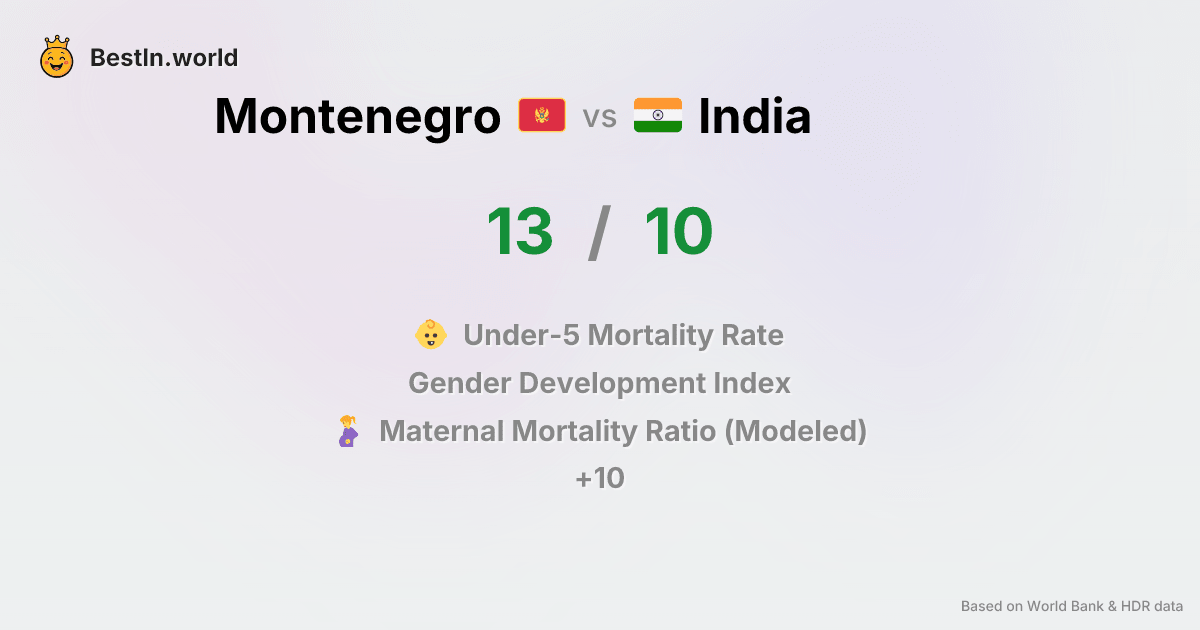 BestIn.world
Montenegro vs India
13 / 10
Under-5 Mortality Rate
Gender Development Index
Maternal Mortality Ratio (Modeled)
+10
Based on World Bank & HDR data